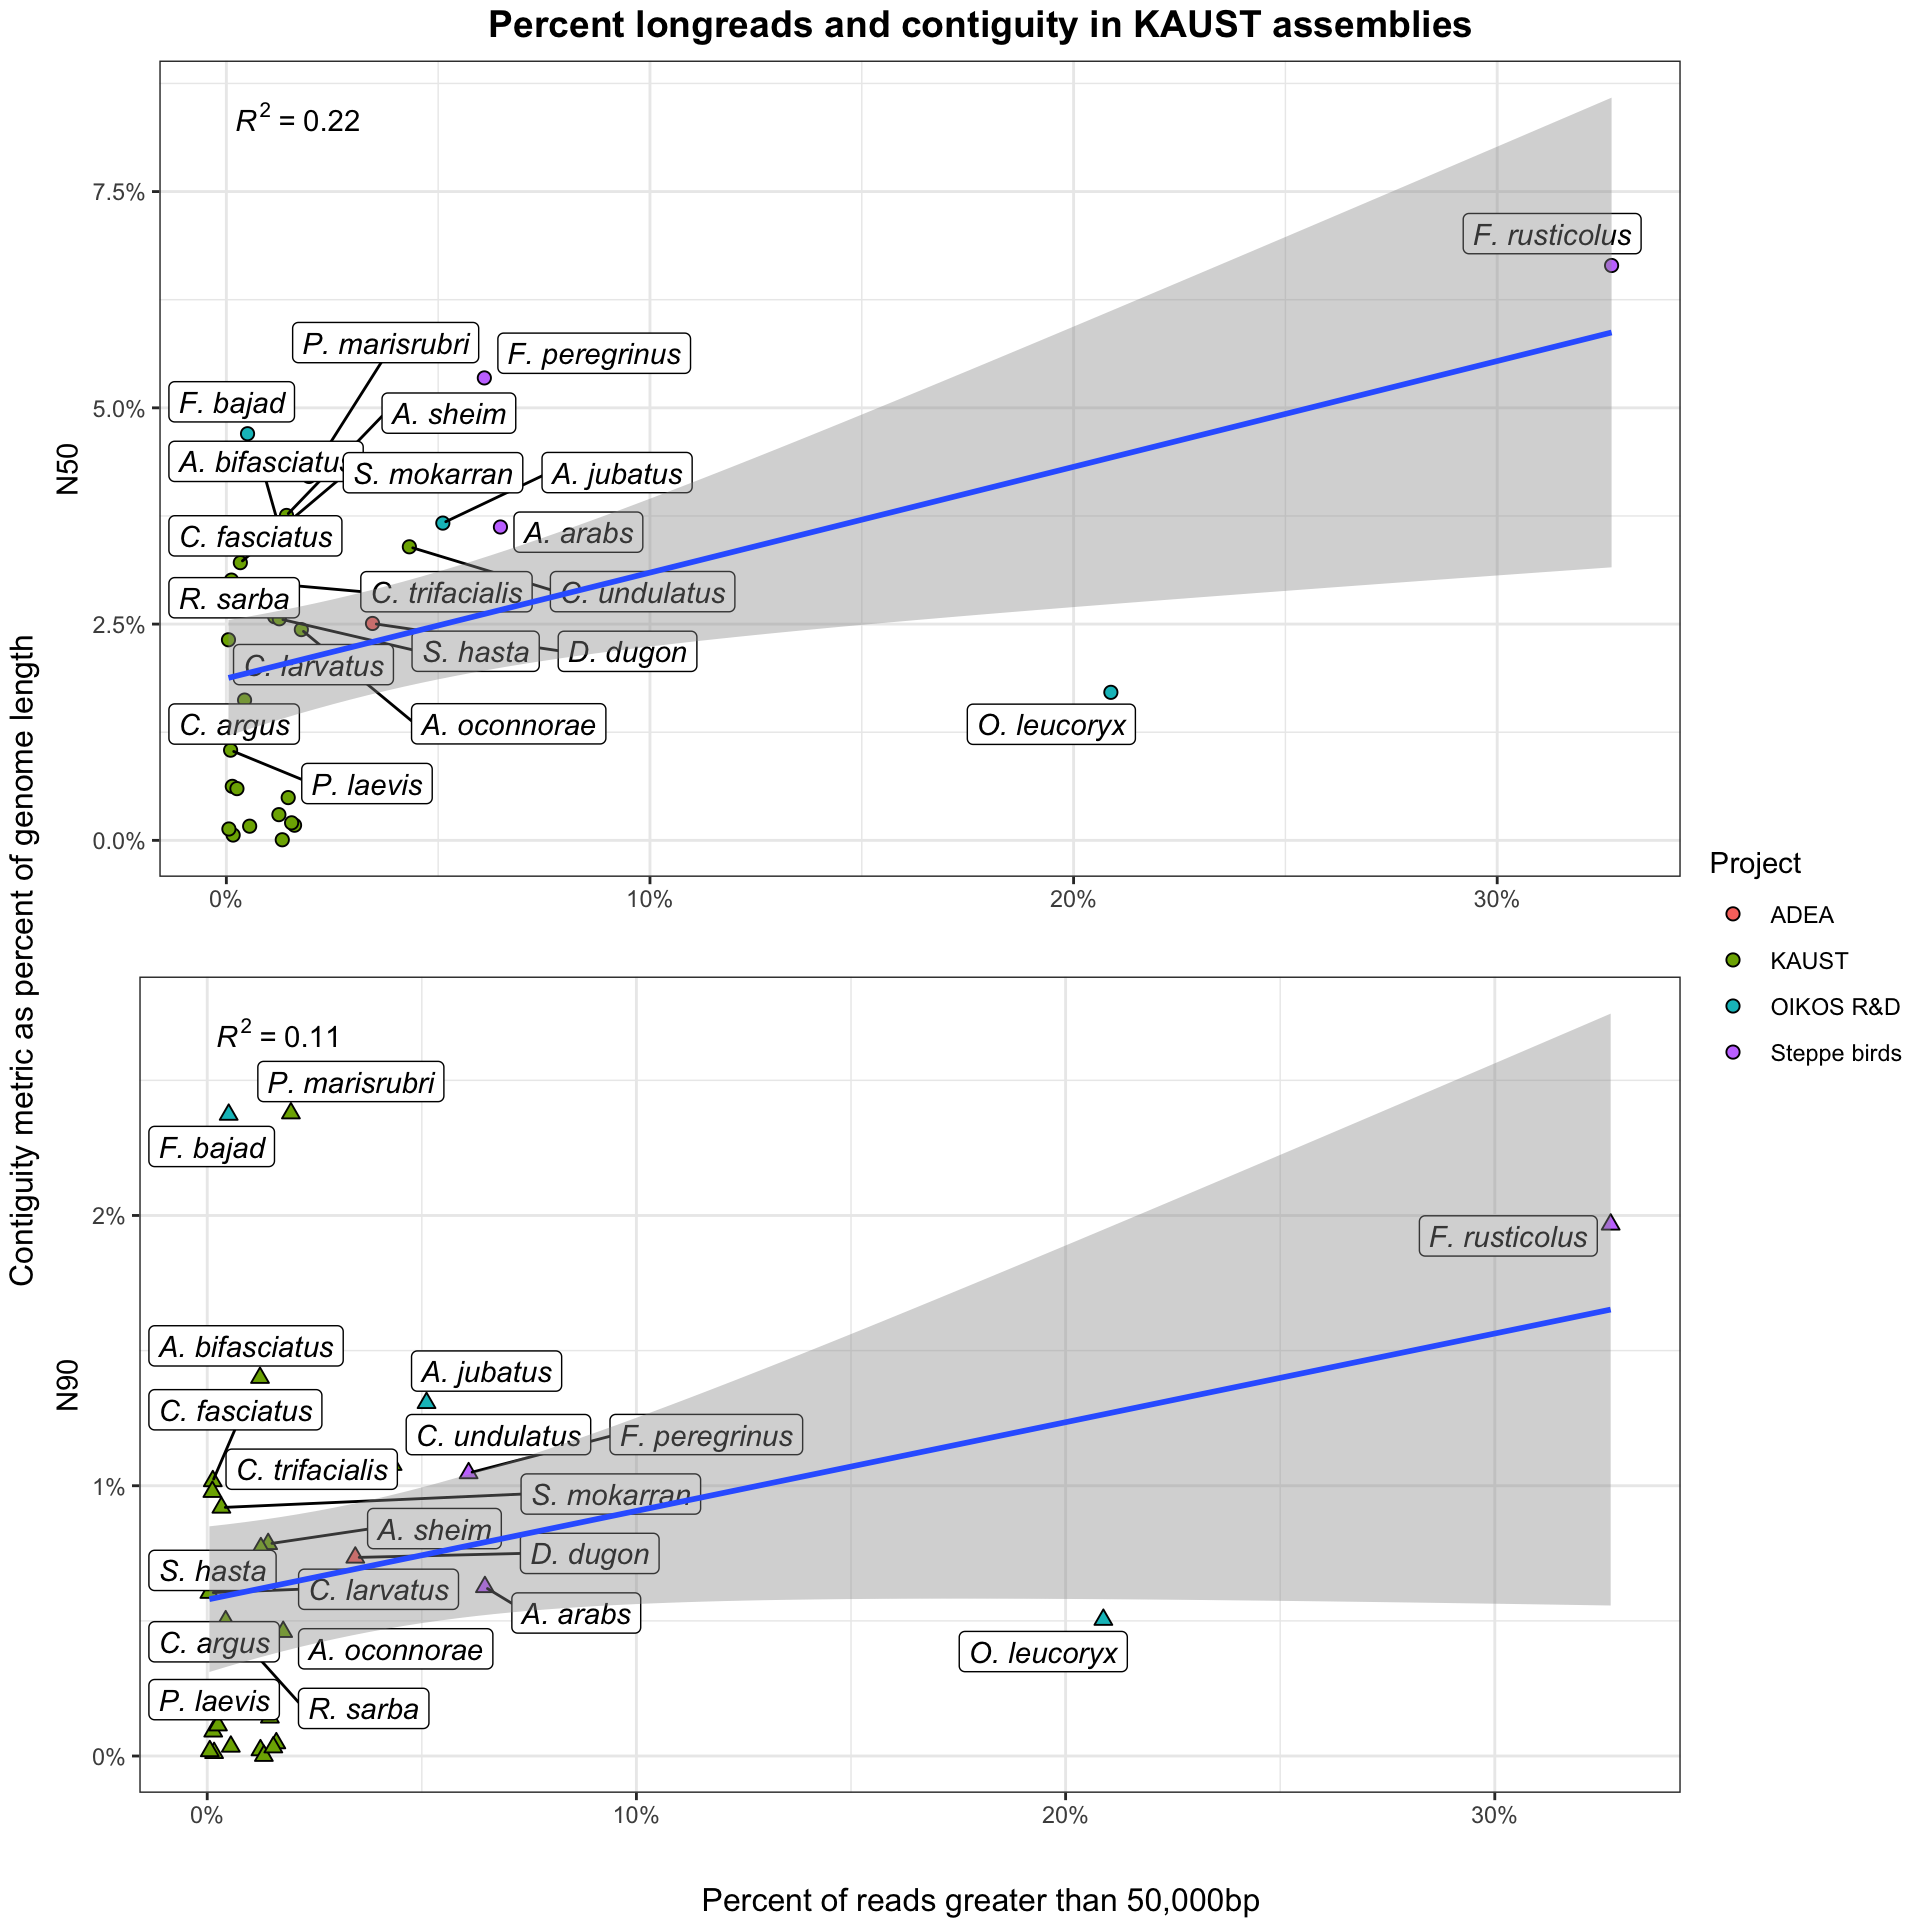 Percent longreads and contiguity in KAUST assemblies
Contiguity metric as percent of genome length
N50
R² = 0.22
7.5%
5.0%
2.5%
0.0%
F. rusticolus
P. marisrubri
F. peregrinus
F. bajad
A. sheim
A. bifasciatus
S. mokarran
A. jubatus
C. fasciatus
A. arabs
R. sarba
C. trifacialis
C. undulatus
C. larvatus
S. hasta
D. dugon
C. argus
A. oconnorae
O. leucoryx
P. laevis
0%
10%
20%
30%
Project
ADEA
KAUST
OIKOS R&D
Steppe birds
N90
R² = 0.11
2%
1%
0%
P. marisrubri
F. bajad
F. rusticolus
A. bifasciatus
A. jubatus
C. fasciatus
C. undulatus
F. peregrinus
C. trifacialis
S. mokarran
A. sheim
D. dugon
S. hasta
C. larvatus
A. arabs
C. argus
A. oconnorae
O. leucoryx
P. laevis
R. sarba
0%
10%
20%
30%
Percent of reads greater than 50,000bp